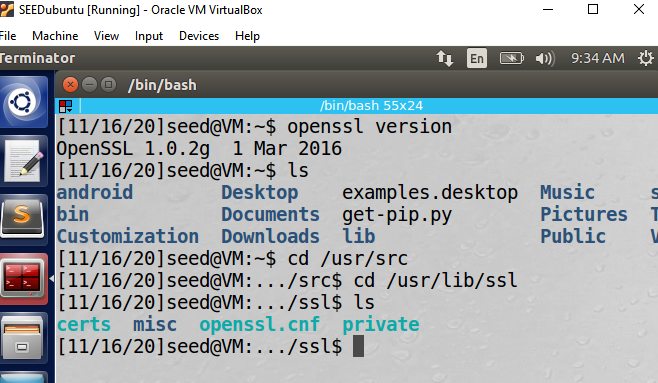 SEEDubuntu [Running] - Oracle VM VirtualBox
File Machine View Input Devices Help
Terminator En 9:34 AM
/bin/bash
/bin/bash 55x24
[11/16/20]seed@VM:~$ openssl version
OpenSSL 1.0.2g  1 Mar 2016
[11/16/20]seed@VM:~$ ls
android Desktop examples.desktop Music s
bin Documents get-pip.py Pictures T
Customization Downloads lib Public V
[11/16/20]seed@VM:~$ cd /usr/src
[11/16/20]seed@VM:.../src$ cd /usr/lib/ssl
[11/16/20]seed@VM:.../ssl$ ls
certs misc openssl.cnf private
[11/16/20]seed@VM:.../ssl$